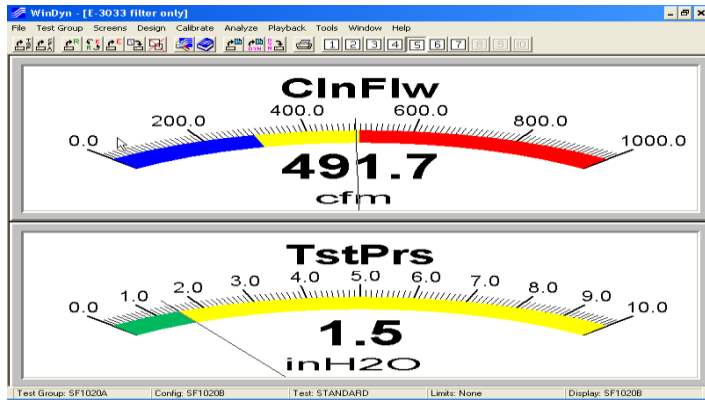 WinDyn - [E-3033 filter only]
File Test Group Screens Design Calibrate Analyze Playback Tools Window Help
1 2 3 4 5 6 7 8 9 10
ClnFlw
0.0 200.0 400.0 600.0 800.0 1000.0
491.7
cfm
TstPrs
0.0 1.0 2.0 3.0 4.0 5.0 6.0 7.0 8.0 9.0 10.0
1.5
inH2O
Test Group: SF1020A Config: SF1020B Test: STANDARD Limits: None Display: SF1020B